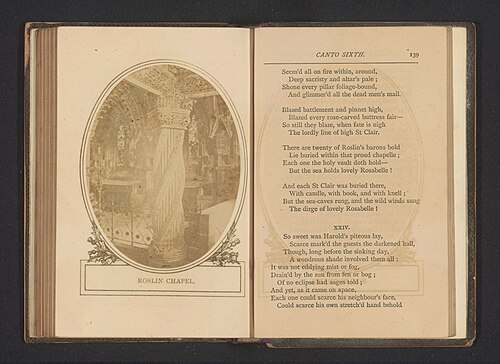 ROSLIN CHAPEL.
CANTO SIXTH. 139
Seem'd all on fire within, around,
Deep sacristy and altar's pale;
Shone every pillar foliage-bound,
And glimmer'd all the dead men's mail.
Blazed battlement and pinnet high,
Blazed every rose-carved buttress fair—
So still they blaze, when fate is nigh
The lordly line of high St Clair.
There are twenty of Roslin's barons bold
Lie buried within that proud chapelle;
Each one the holy vault doth hold—
But the sea holds lovely Rosabelle!
And each St Clair was buried there,
With candle, with book, and with knell;
But the sea-caves rung, and the wild winds sung
The dirge of lovely Rosabelle!
XXIV.
So sweet was Harold's piteous lay,
Scarce mark'd the guests the darkened hall,
Though, long before the sinking day,
A wondrous shade involved them all:
It was not eddying mist or fog,
Drain'd by the sun from fen or bog;
Of no eclipse had sages told;
And yet, as it came on apace,
Each one could scarce his neighbour's face,
Could scarce his own stretch'd hand behold